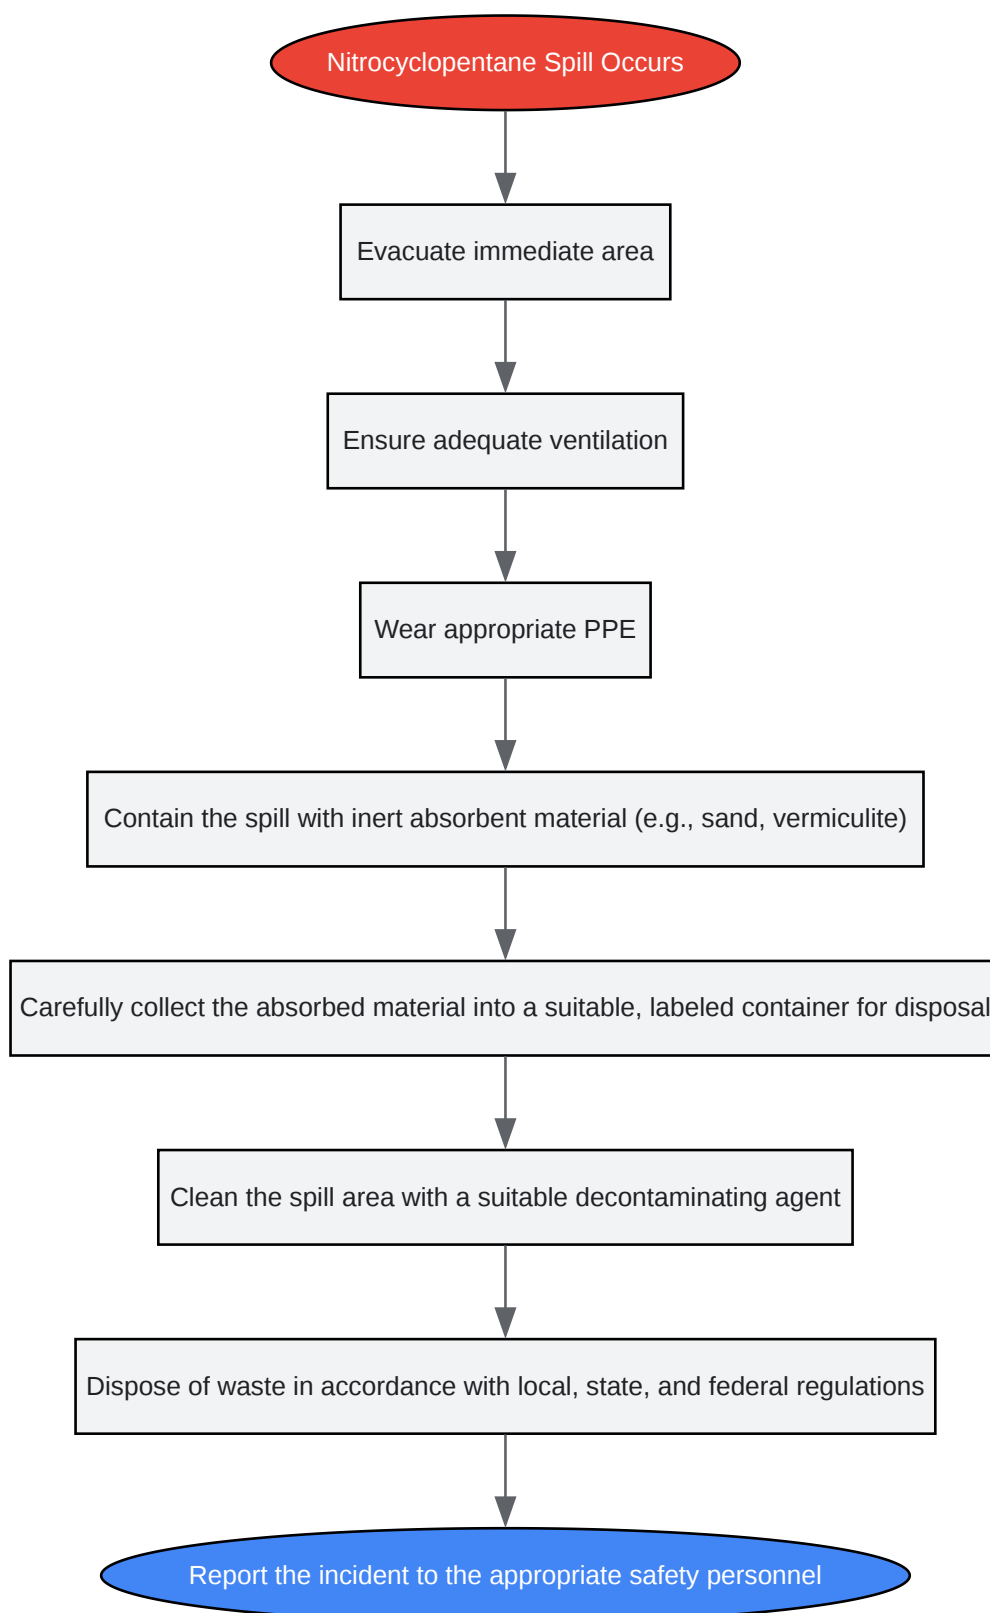 Nitrocyclopentane Spill Occurs
Evacuate immediate area
Ensure adequate ventilation
Wear appropriate PPE
Contain the spill with inert absorbent material (e.g., sand, vermiculite)
Carefully collect the absorbed material into a suitable, labeled container for disposal
Clean the spill area with a suitable decontaminating agent
Dispose of waste in accordance with local, state, and federal regulations
Report the incident to the appropriate safety personnel